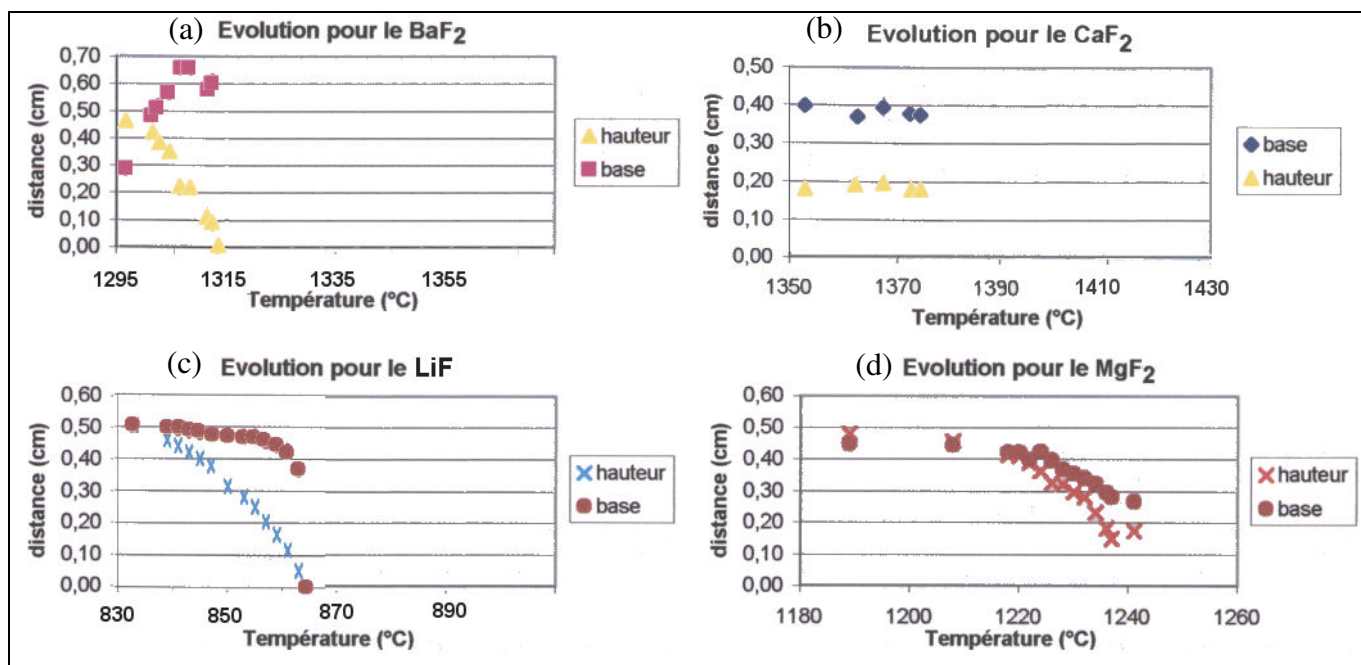 (a) Evolution pour le BaF2
0,70
0,60
0,50
0,40
0,30
0,20
0,10
0,00
distance (cm)
1295 1315 1335 1355
Température (°C)
hauteur
base
(b) Evolution pour le CaF2
0,50
0,40
0,30
0,20
0,10
0,00
distance (cm)
1350 1370 1390 1410 1430
Température (°C)
base
hauteur
(c) Evolution pour le LiF
0,60
0,50
0,40
0,30
0,20
0,10
0,00
distance (cm)
830 850 870 890
Température (°C)
hauteur
base
(d) Evolution pour le MgF2
0,60
0,50
0,40
0,30
0,20
0,10
0,00
distance (cm)
1180 1200 1220 1240 1260
Température (°C)
hauteur
base